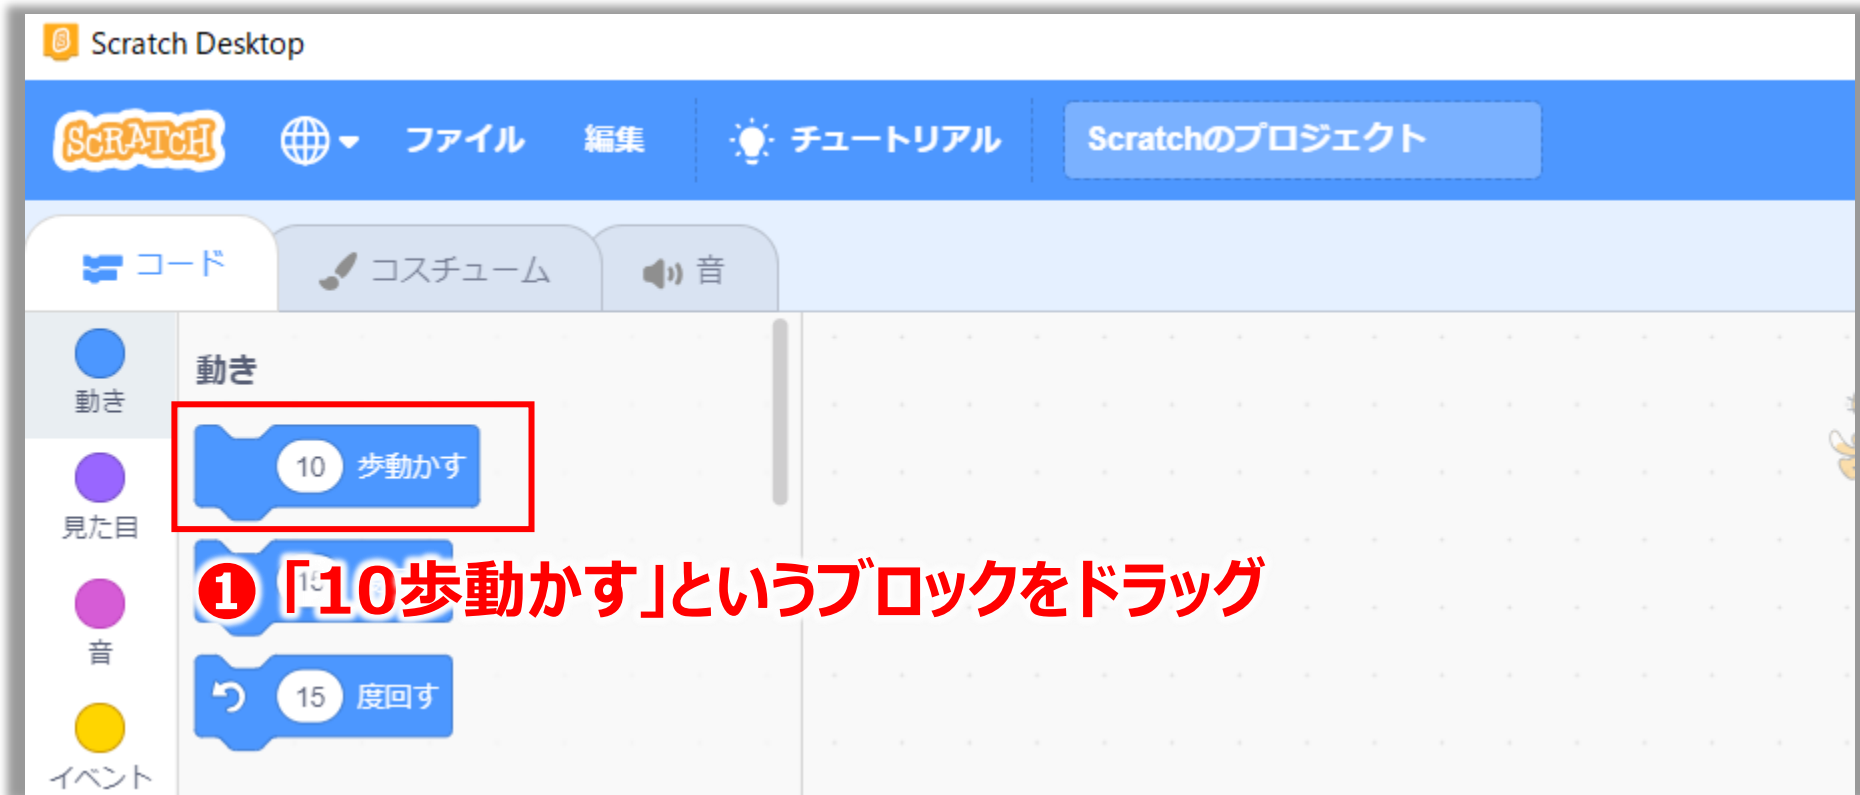 Scratch Desktop
SCRATCH ファイル 編集 チュートリアル Scratchのプロジェクト
コード コスチューム 音
動き
動き
10 歩動かす
見た目
15
❶「10歩動かす」というブロックをドラッグ
音
15 度回す
イベント